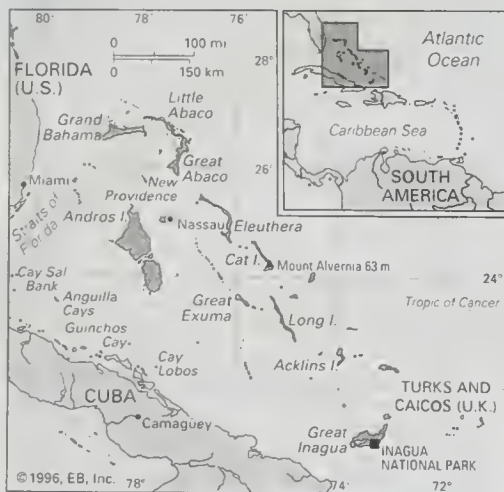 80°
78°
76°
0
100 mi
0
150 km
28°
26°
FLORIDA
(U.S.)
Little
Abaco
Grand
Bahama
Great
Abaco
Miami
New
Providence
Straits of
Florida
Andros I.
Nassau
Eleuthera
Cat I.
Mount Alvernia 63 m
24°
Tropic of Cancer
Cay Sal
Bank
Anguilla
Cays
Guinchos
Cay
Great
Exuma
Long I.
Cay
Lobos
Acklins I.
CUBA
Camagüey
TURKS AND
CAICOS (U.K.)
Great
Inagua
INAGUA
NATIONAL PARK
©1996, EB, Inc.
78°
74°
72°
Atlantic
Ocean
Caribbean Sea
SOUTH
AMERICA